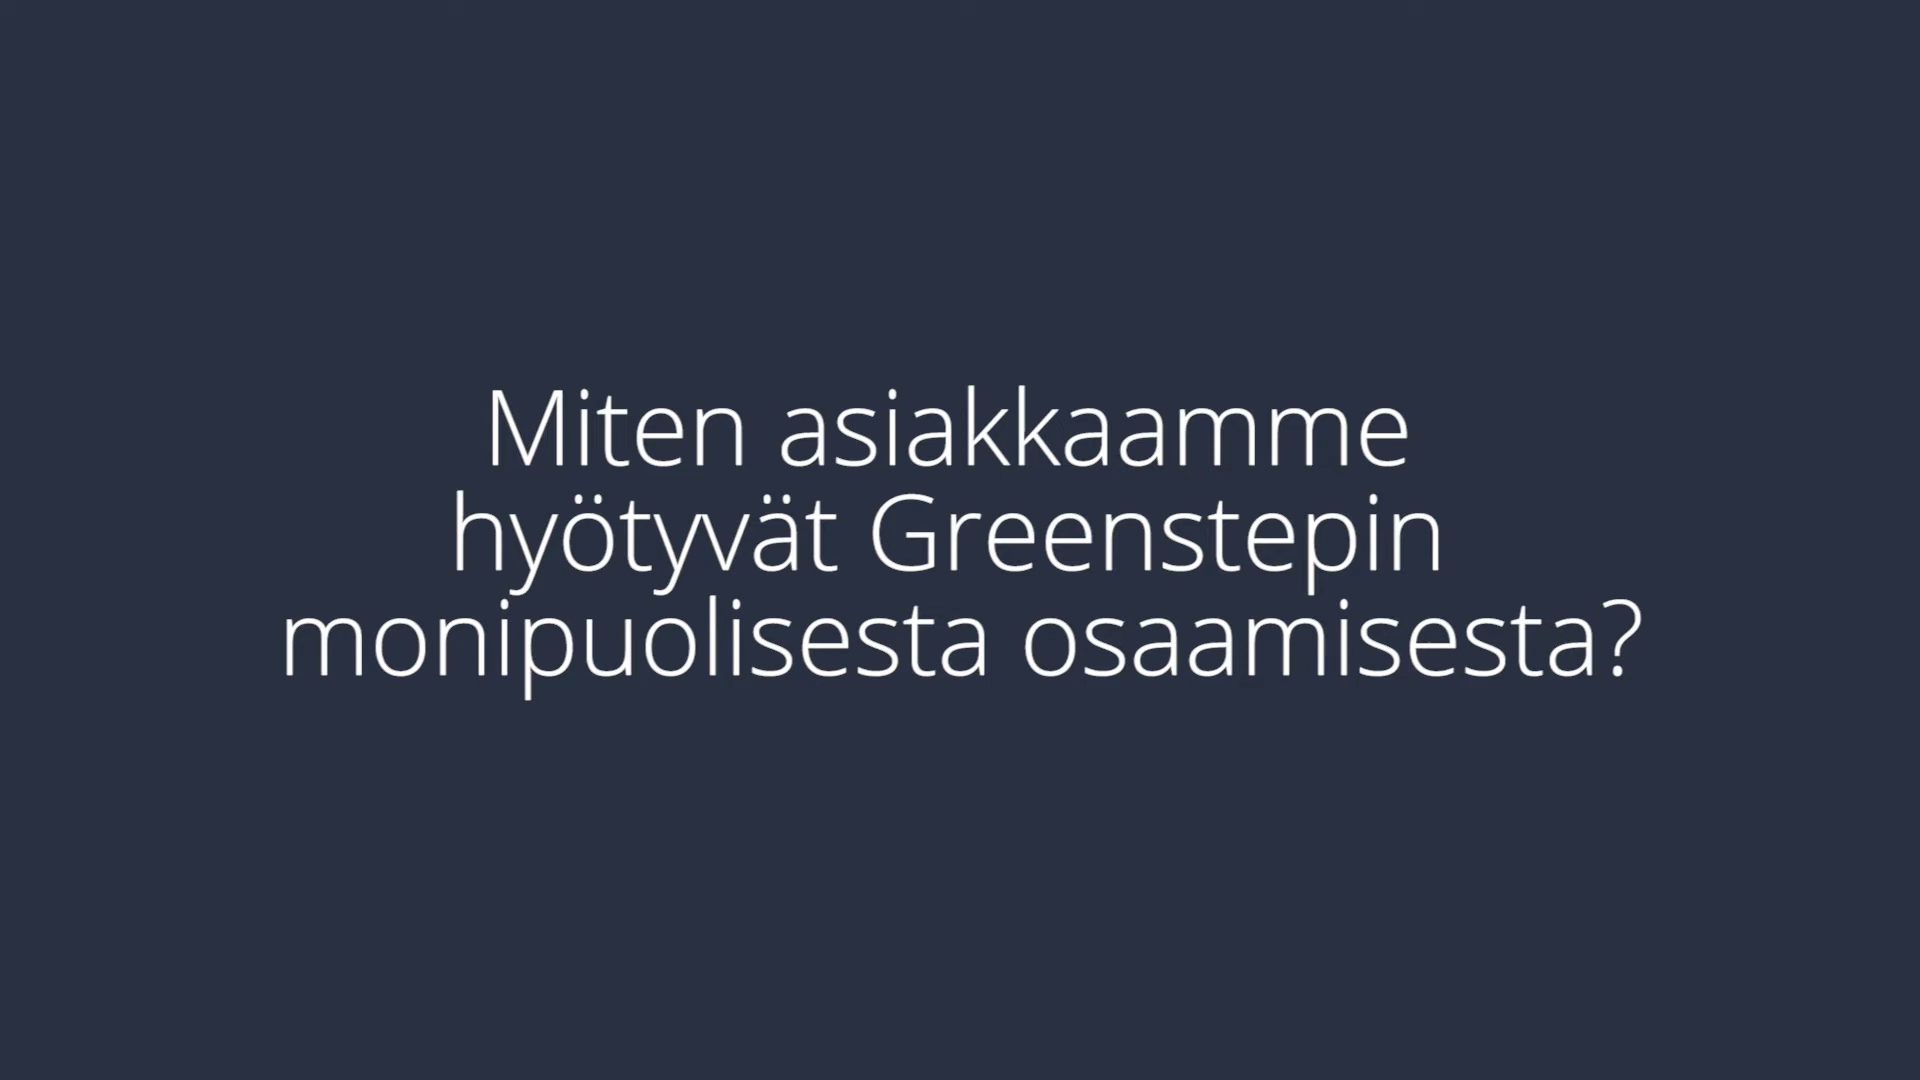 Miten asiakkaamme
hyötyvät Greenstepin
monipuolisesta osaamisesta?